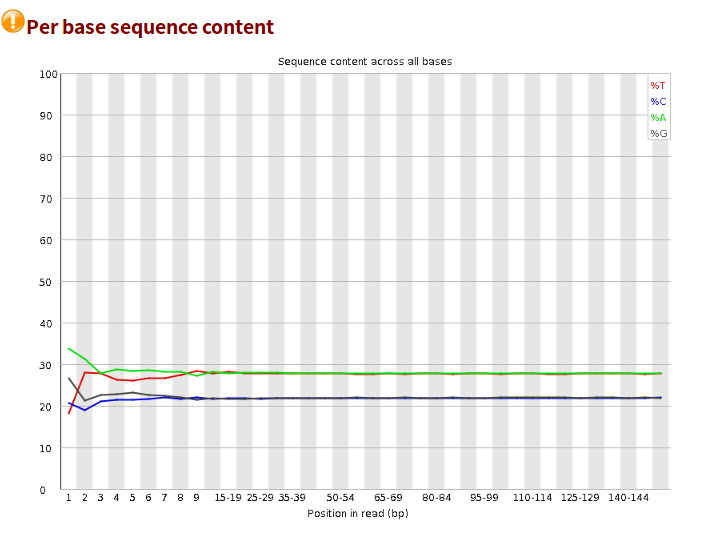 Per base sequence content
Sequence content across all bases
100
90
80
70
60
50
40
30
20
10
0
%T
%C
%A
%G
1 2 3 4 5 6 7 8 9 15-19 25-29 35-39 50-54 65-69 80-84 95-99 110-114 125-129 140-144
Position in read (bp)